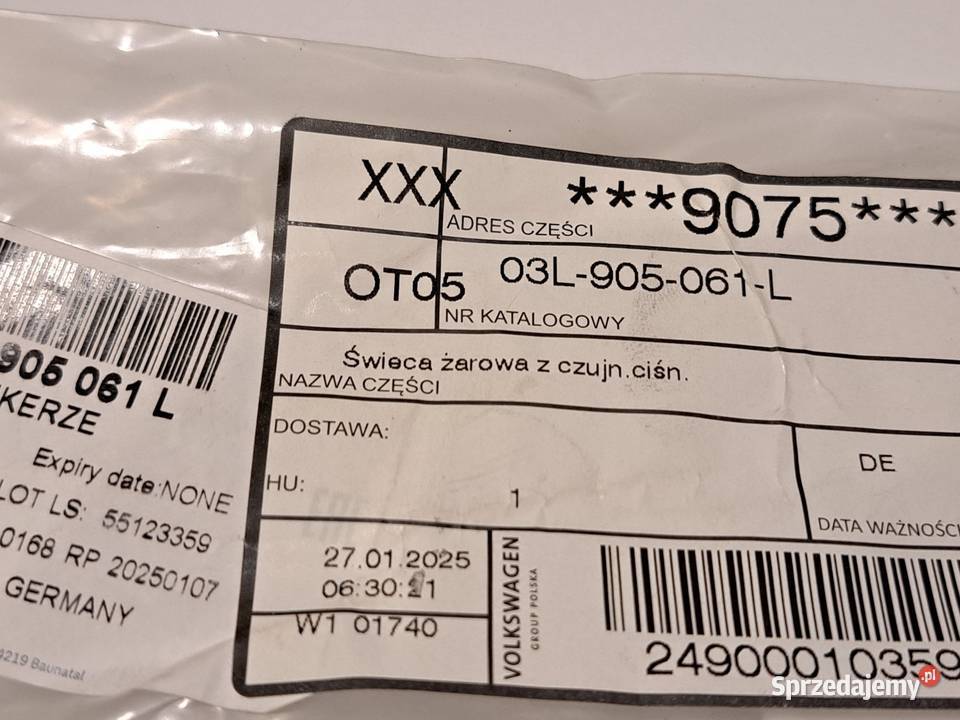 XXX ***9075***
ADRES CZĘŚCI
OT05 03L-905-061-L
NR KATALOGOWY
Świeca żarowa z czujn.ciśn.
NAZWA CZĘŚCI
DOSTAWA:
HU: 1
DE
DATA WAŻNOŚCI
27.01.2025
06:30:21
W1 01740
VOLKSWAGEN
GROUP POLSKA
24900010359
905 061 L
KERZE
Expiry date:NONE
LOT LS: 55123359
0168 RP 20250107
GERMANY
4219 Baunatal
Sprzedajemy.pl